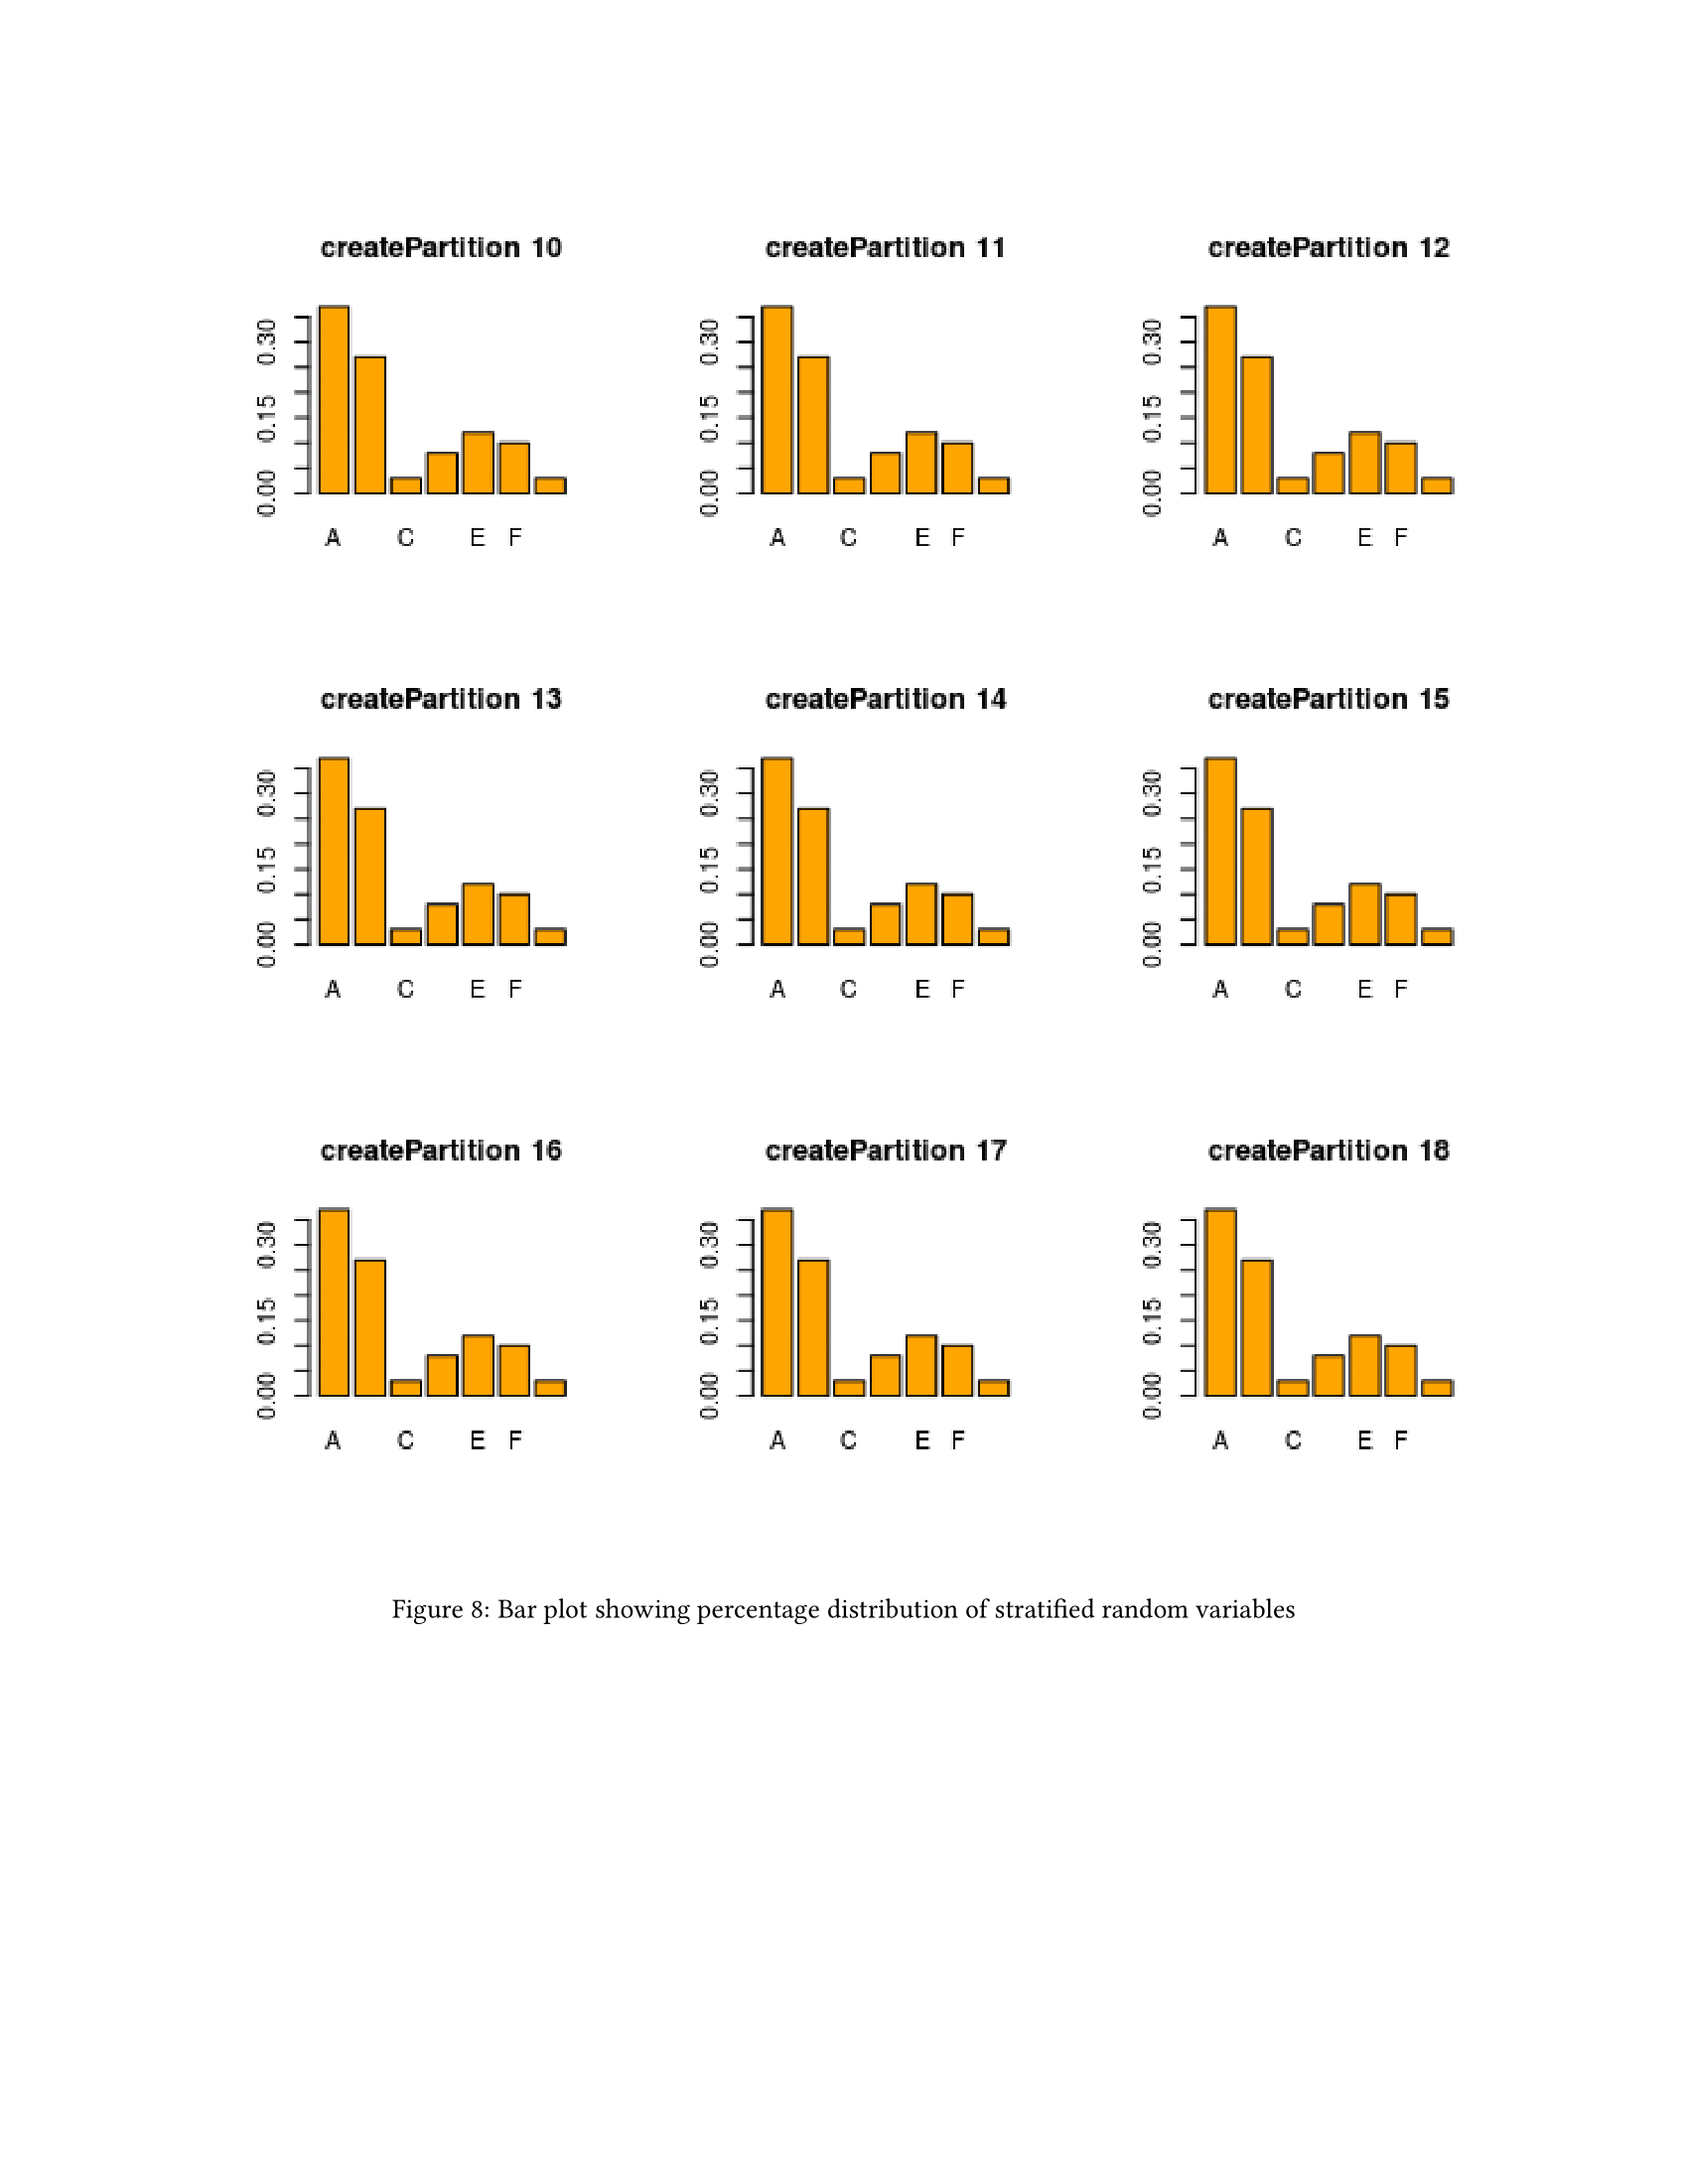 createPartition 10 createPartition 11 createPartition 12
0.30 0.30 0.30
0.15 0.15 0.15
0.00 0.00 0.00
A C E F A C E F A C E F
createPartition 13 createPartition 14 createPartition 15
0.30 0.30 0.30
0.15 0.15 0.15
0.00 0.00 0.00
A C E F A C E F A C E F
createPartition 16 createPartition 17 createPartition 18
0.30 0.30 0.30
0.15 0.15 0.15
0.00 0.00 0.00
A C E F A C E F A C E F
Figure 8: Bar plot showing percentage distribution of stratified random variables